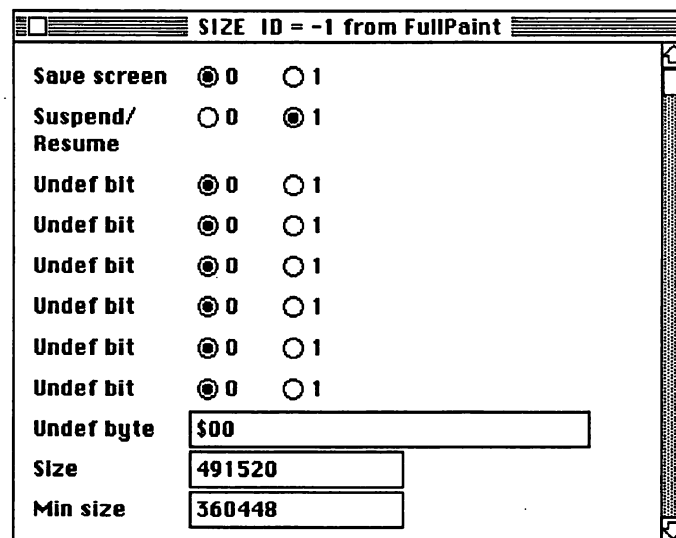 SIZE ID = -1 from FullPaint
Save screen 0 1
Suspend/ 0 1
Resume
Undef bit 0 1
Undef bit 0 1
Undef bit 0 1
Undef bit 0 1
Undef bit 0 1
Undef bit 0 1
Undef byte $00
Size 491520
Min size 360448